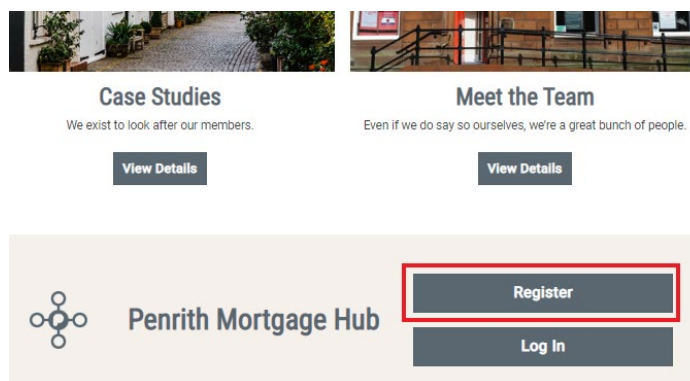 Case Studies
We exist to look after our members.
View Details
Meet the Team
Even if we do say so ourselves, we're a great bunch of people.
View Details
Penrith Mortgage Hub
Register
Log In